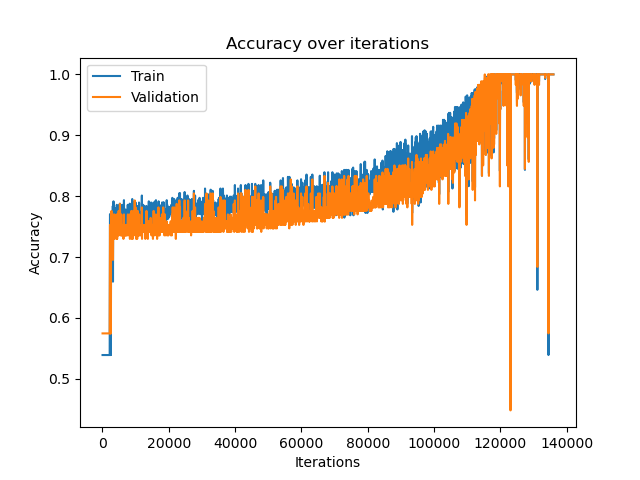 Accuracy over iterations
Train
Validation
1.0
0.9
0.8
0.7
0.6
0.5
Accuracy
0 20000 40000 60000 80000 100000 120000 140000
Iterations